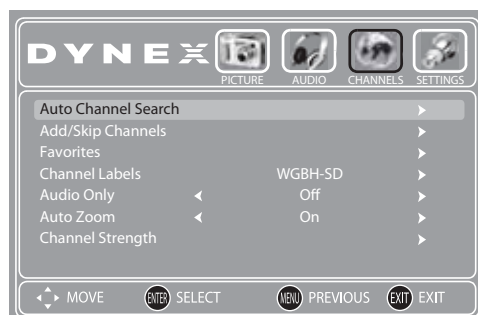 DYNEX
PICTURE AUDIO CHANNELS SETTINGS
Auto Channel Search
Add/Skip Channels
Favorites
Channel Labels WGBH-SD
Audio Only Off
Auto Zoom On
Channel Strength
MOVE ENTER SELECT MENU PREVIOUS EXIT EXIT